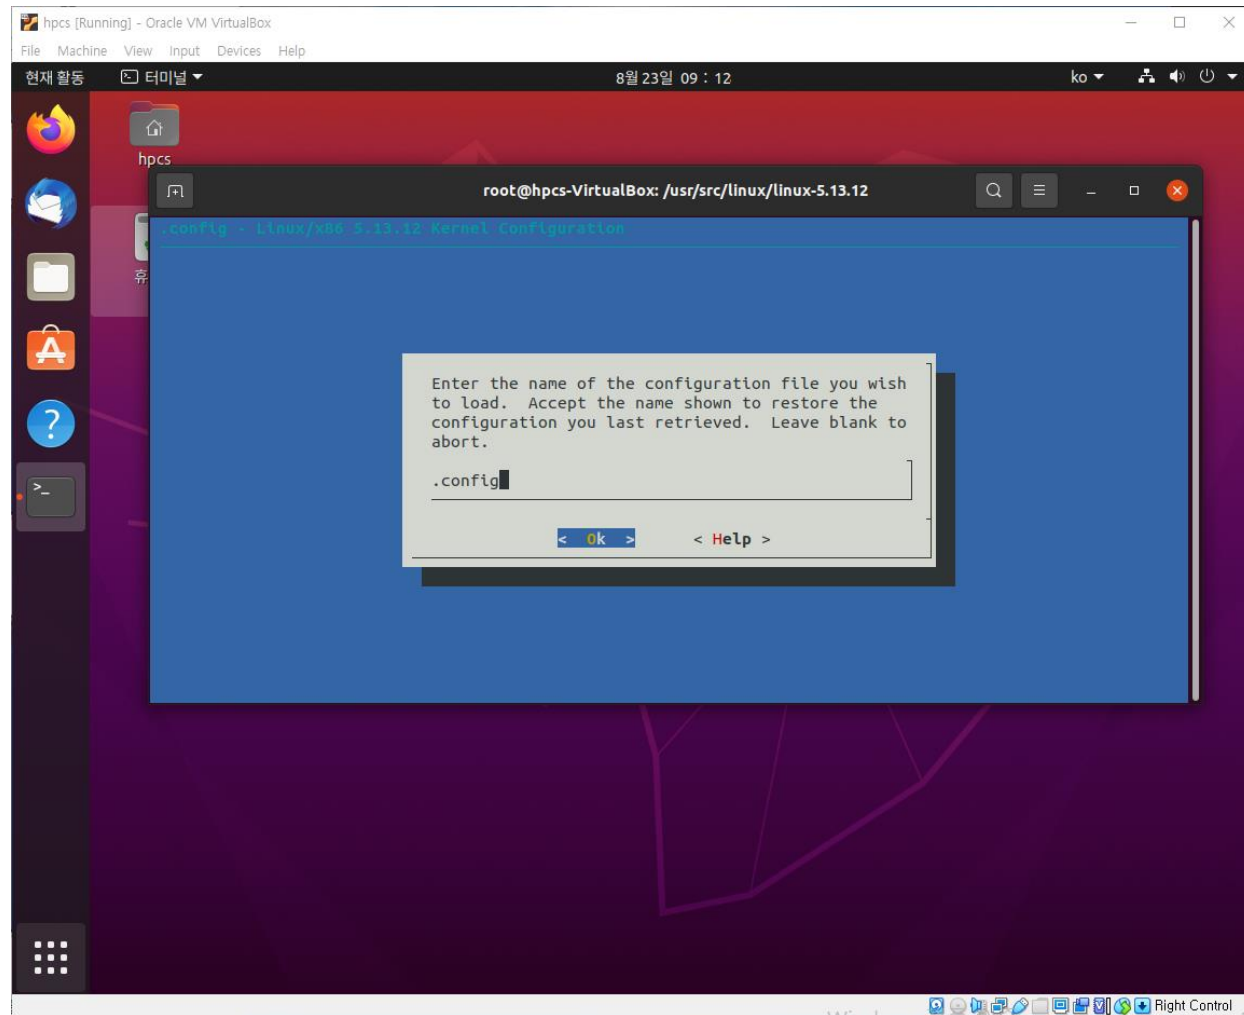 hpcs [Running] - Oracle VM VirtualBox
File Machine View Input Devices Help
현재 활동 터미널 8월 23일 09 : 12 ko
hpcs
root@hpcs-VirtualBox: /usr/src/linux/linux-5.13.12
.config - Linux/x86 5.13.12 Kernel Configuration
휴
Enter the name of the configuration file you wish
to load. Accept the name shown to restore the
configuration you last retrieved. Leave blank to
abort.
.config
< Ok > < Help >
Right Control